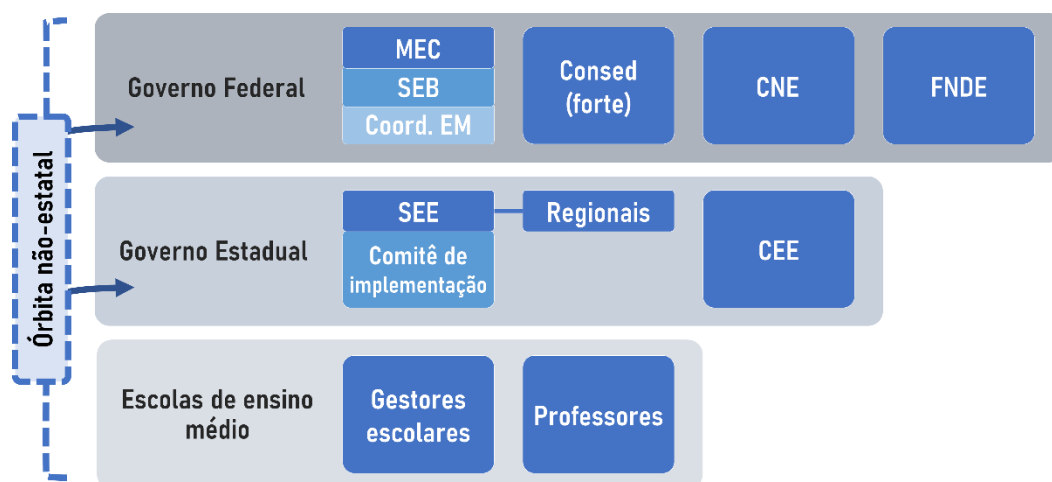 Órbita não-estatal
Governo Federal
MEC
SEB
Coord. EM
Consed
(forte)
CNE
FNDE
Governo Estadual
SEE
Comitê de
implementação
Regionais
CEE
Escolas de ensino
médio
Gestores
escolares
Professores